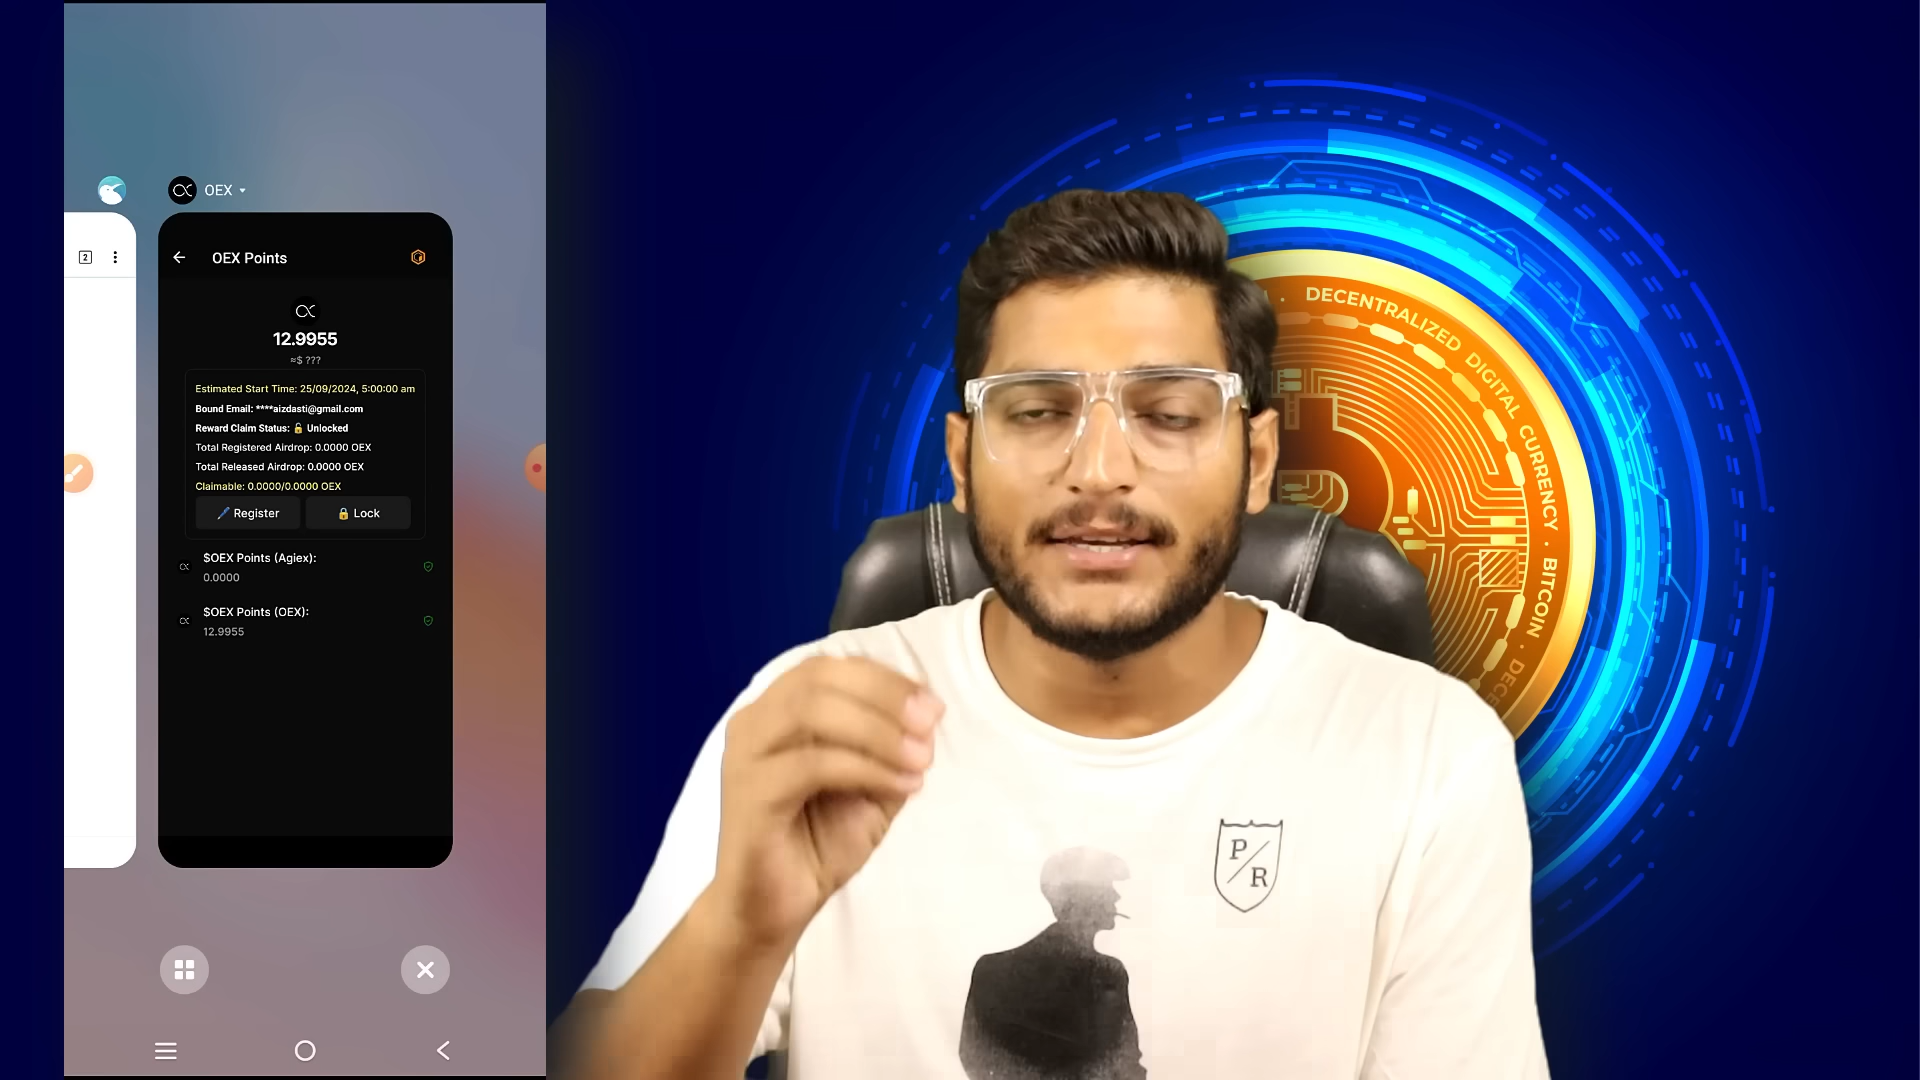 OEX
2
OEX Points
12.9955
≈$ ???
Estimated Start Time: 25/09/2024, 5:00:00 am
Bound Email: ****aizdasti@gmail.com
Reward Claim Status: 🔓 Unlocked
Total Registered Airdrop: 0.0000 OEX
Total Released Airdrop: 0.0000 OEX
Claimable: 0.0000/0.0000 OEX
🖊️ Register
🔒 Lock
$OEX Points (Agiex):
0.0000
$OEX Points (OEX):
12.9955
DECENTRALIZED DIGITAL CURRENCY · BITCOIN ·
P
R